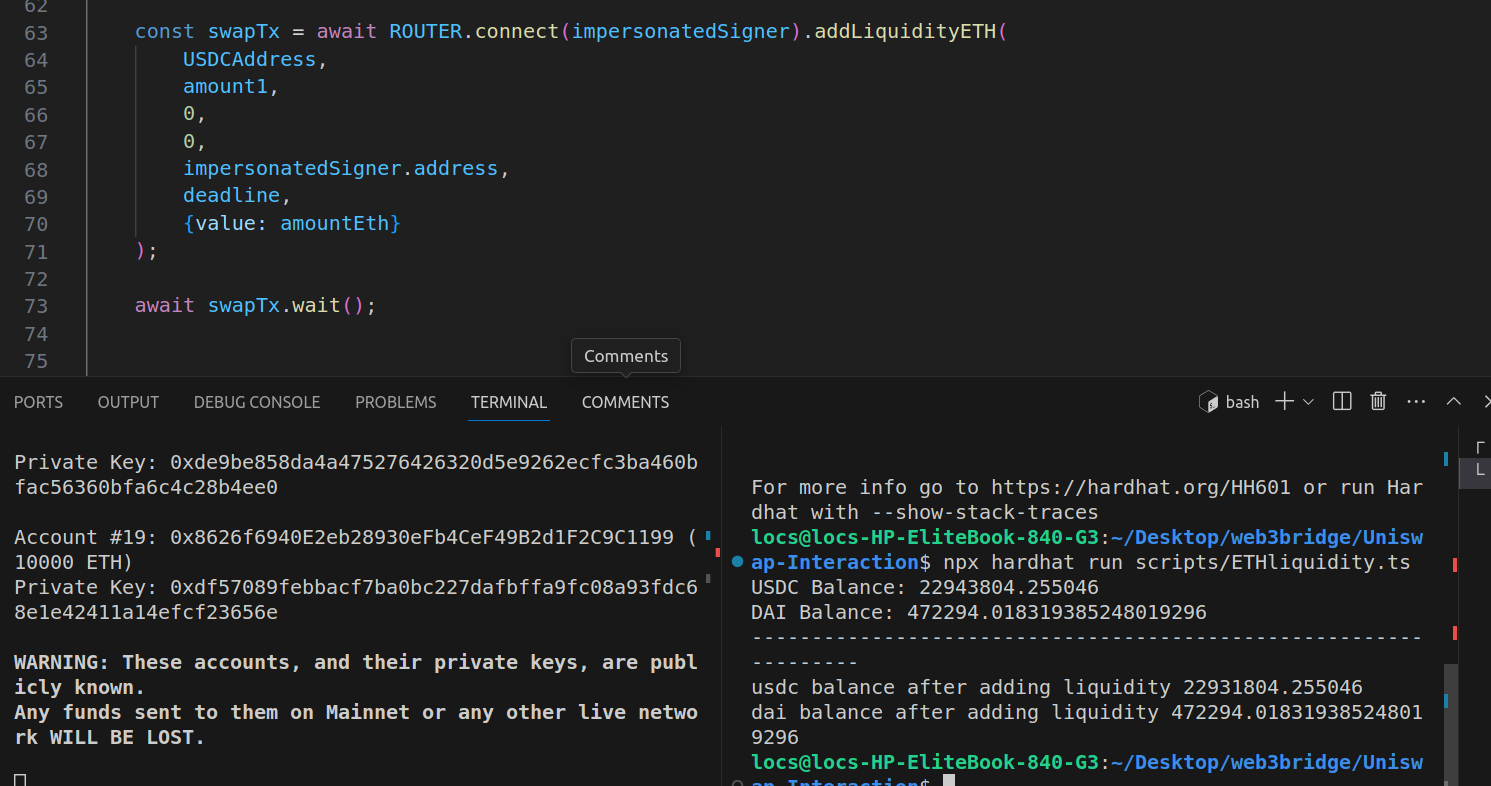 62
63 const swapTx = await ROUTER.connect(impersonatedSigner).addLiquidityETH(
64 USDCAddress,
65 amount1,
66 0,
67 0,
68 impersonatedSigner.address,
69 deadline,
70 {value: amountEth}
71 );
72
73 await swapTx.wait();
74
75
Comments
PORTS OUTPUT DEBUG CONSOLE PROBLEMS TERMINAL COMMENTS bash
Private Key: 0xde9be858da4a475276426320d5e9262ecfc3ba460b
fac56360bfa6c4c28b4ee0
Account #19: 0x8626f6940E2eb28930eFb4CeF49B2d1F2C9C1199 (
10000 ETH)
Private Key: 0xdf57089febbacf7ba0bc227dafbffa9fc08a93fdc6
8e1e42411a14efcf23656e
WARNING: These accounts, and their private keys, are publ
icly known.
Any funds sent to them on Mainnet or any other live netwo
rk WILL BE LOST.
For more info go to https://hardhat.org/HH601 or run Har
dhat with --show-stack-traces
locs@locs-HP-EliteBook-840-G3:~/Desktop/web3bridge/Unisw
ap-Interaction$ npx hardhat run scripts/ETHliquidity.ts
USDC Balance: 22943804.255046
DAI Balance: 472294.018319385248019296
--------------------------------------------------------
---------
usdc balance after adding liquidity 22931804.255046
dai balance after adding liquidity 472294.01831938524801
9296
locs@locs-HP-EliteBook-840-G3:~/Desktop/web3bridge/Unisw
ap-Interaction$